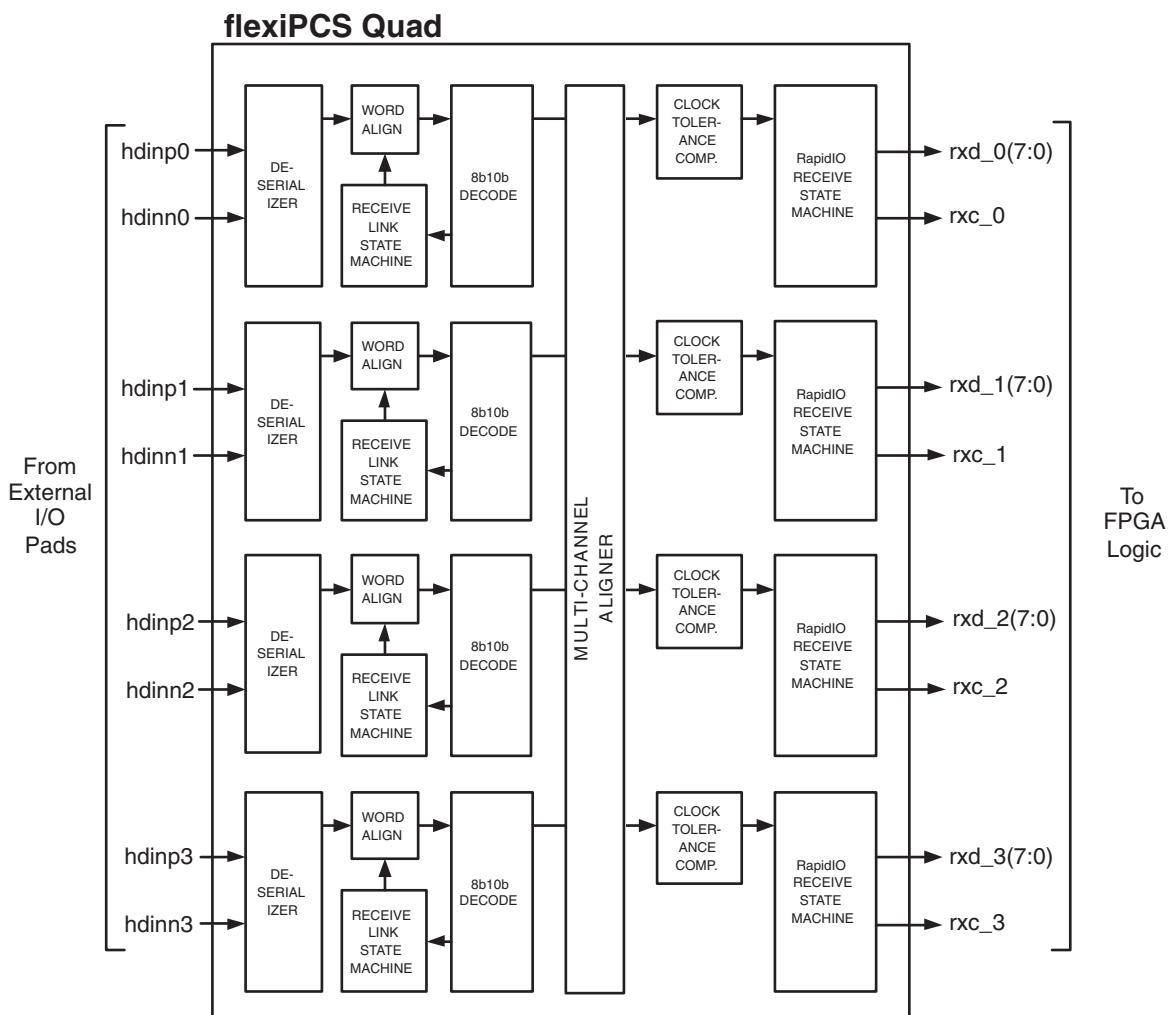 flexiPCS Quad
From
External
I/O
Pads
hdinp0
hdinn0
DE-
SERIAL
IZER
WORD
ALIGN
RECEIVE
LINK
STATE
MACHINE
8b10b
DECODE
CLOCK
TOLER-
ANCE
COMP.
RapidIO
RECEIVE
STATE
MACHINE
rxd_0(7:0)
rxc_0
hdinp1
hdinn1
DE-
SERIAL
IZER
WORD
ALIGN
RECEIVE
LINK
STATE
MACHINE
8b10b
DECODE
CLOCK
TOLER-
ANCE
COMP.
RapidIO
RECEIVE
STATE
MACHINE
rxd_1(7:0)
rxc_1
MULTI-CHANNEL
ALIGNER
hdinp2
hdinn2
DE-
SERIAL
IZER
WORD
ALIGN
RECEIVE
LINK
STATE
MACHINE
8b10b
DECODE
CLOCK
TOLER-
ANCE
COMP.
RapidIO
RECEIVE
STATE
MACHINE
rxd_2(7:0)
rxc_2
hdinp3
hdinn3
DE-
SERIAL
IZER
WORD
ALIGN
RECEIVE
LINK
STATE
MACHINE
8b10b
DECODE
CLOCK
TOLER-
ANCE
COMP.
RapidIO
RECEIVE
STATE
MACHINE
rxd_3(7:0)
rxc_3
To
FPGA
Logic